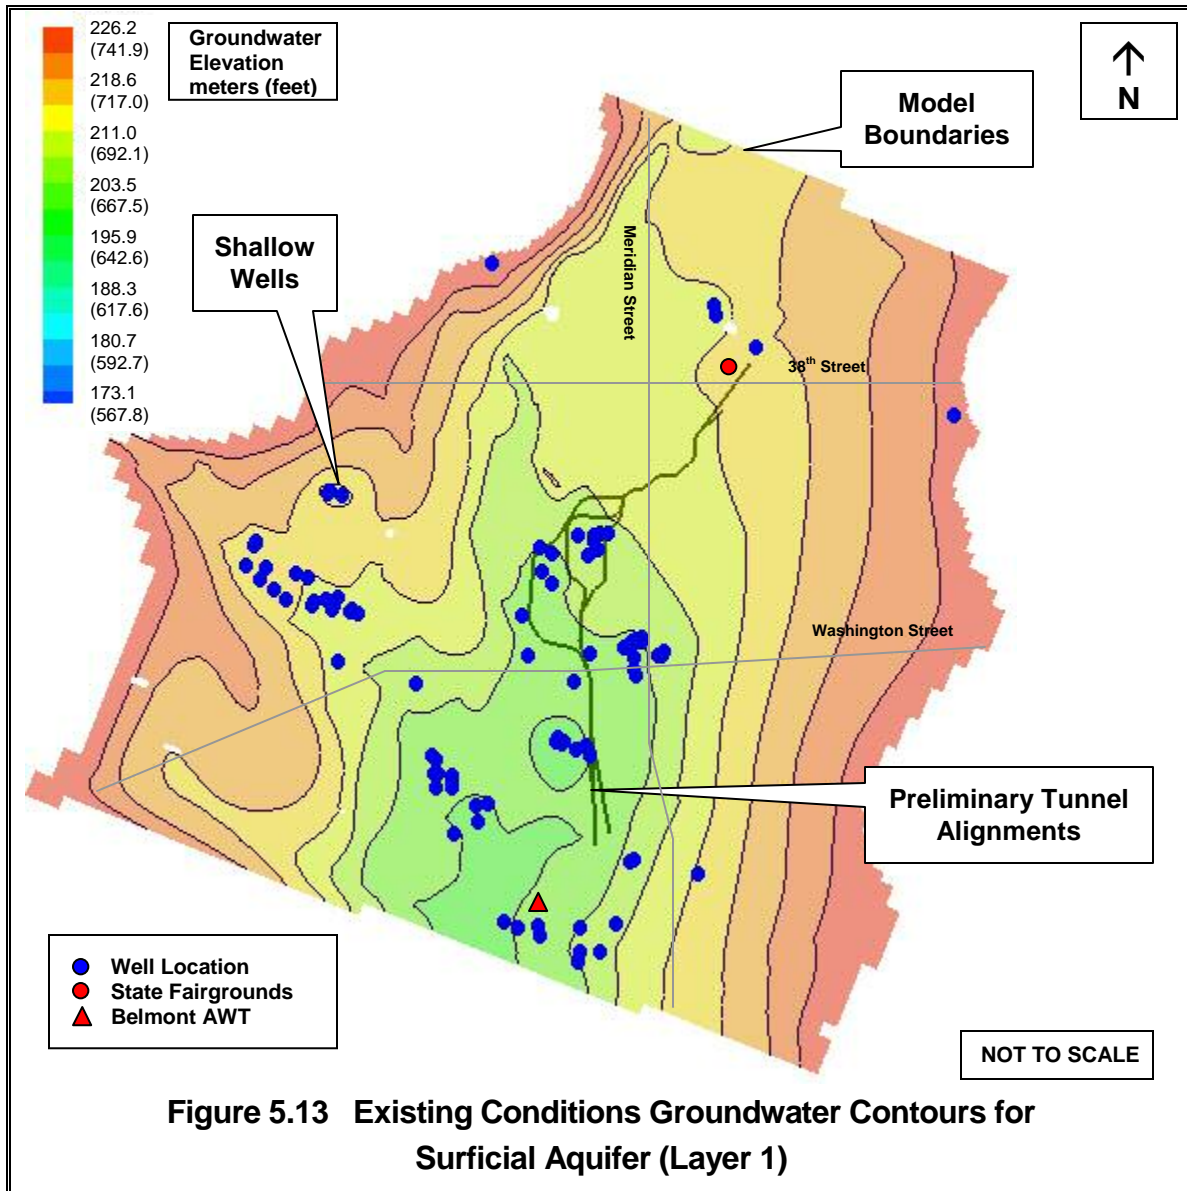 226.2
(741.9)
218.6
(717.0)
211.0
(692.1)
203.5
(667.5)
195.9
(642.6)
188.3
(617.6)
180.7
(592.7)
173.1
(567.8)
Groundwater
Elevation
meters (feet)
N
Model
Boundaries
Shallow
Wells
Meridian Street
38th Street
Washington Street
Preliminary Tunnel
Alignments
Well Location
State Fairgrounds
Belmont AWT
NOT TO SCALE
Figure 5.13 Existing Conditions Groundwater Contours for
Surficial Aquifer (Layer 1)